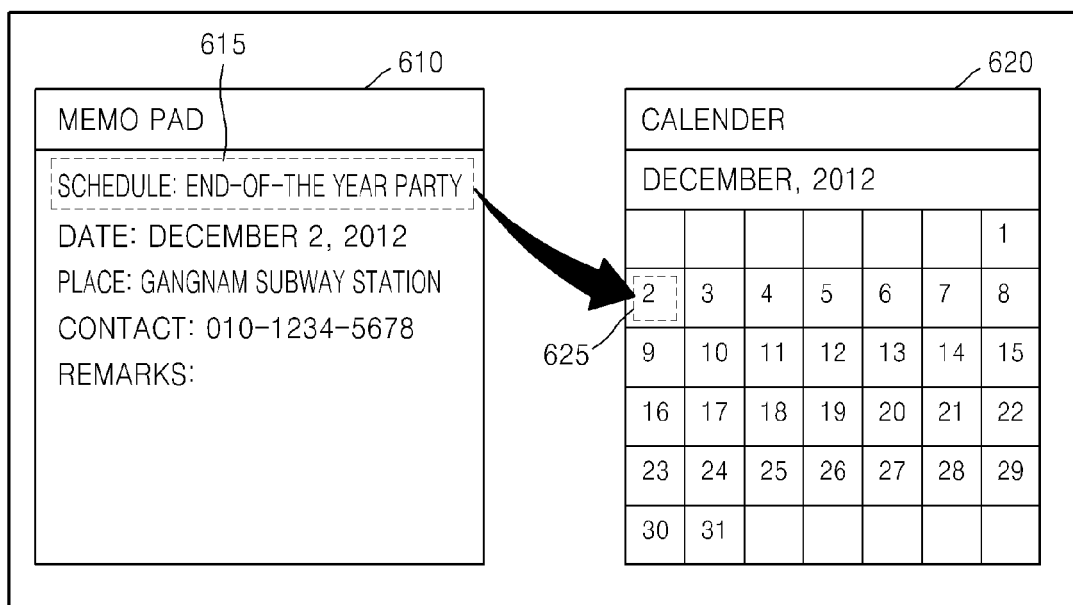 615
610
MEMO PAD
SCHEDULE: END-OF-THE YEAR PARTY
DATE: DECEMBER 2, 2012
PLACE: GANGNAM SUBWAY STATION
CONTACT: 010-1234-5678
REMARKS:
620
CALENDER
DECEMBER, 2012
1
2 3 4 5 6 7 8
625
9 10 11 12 13 14 15
16 17 18 19 20 21 22
23 24 25 26 27 28 29
30 31